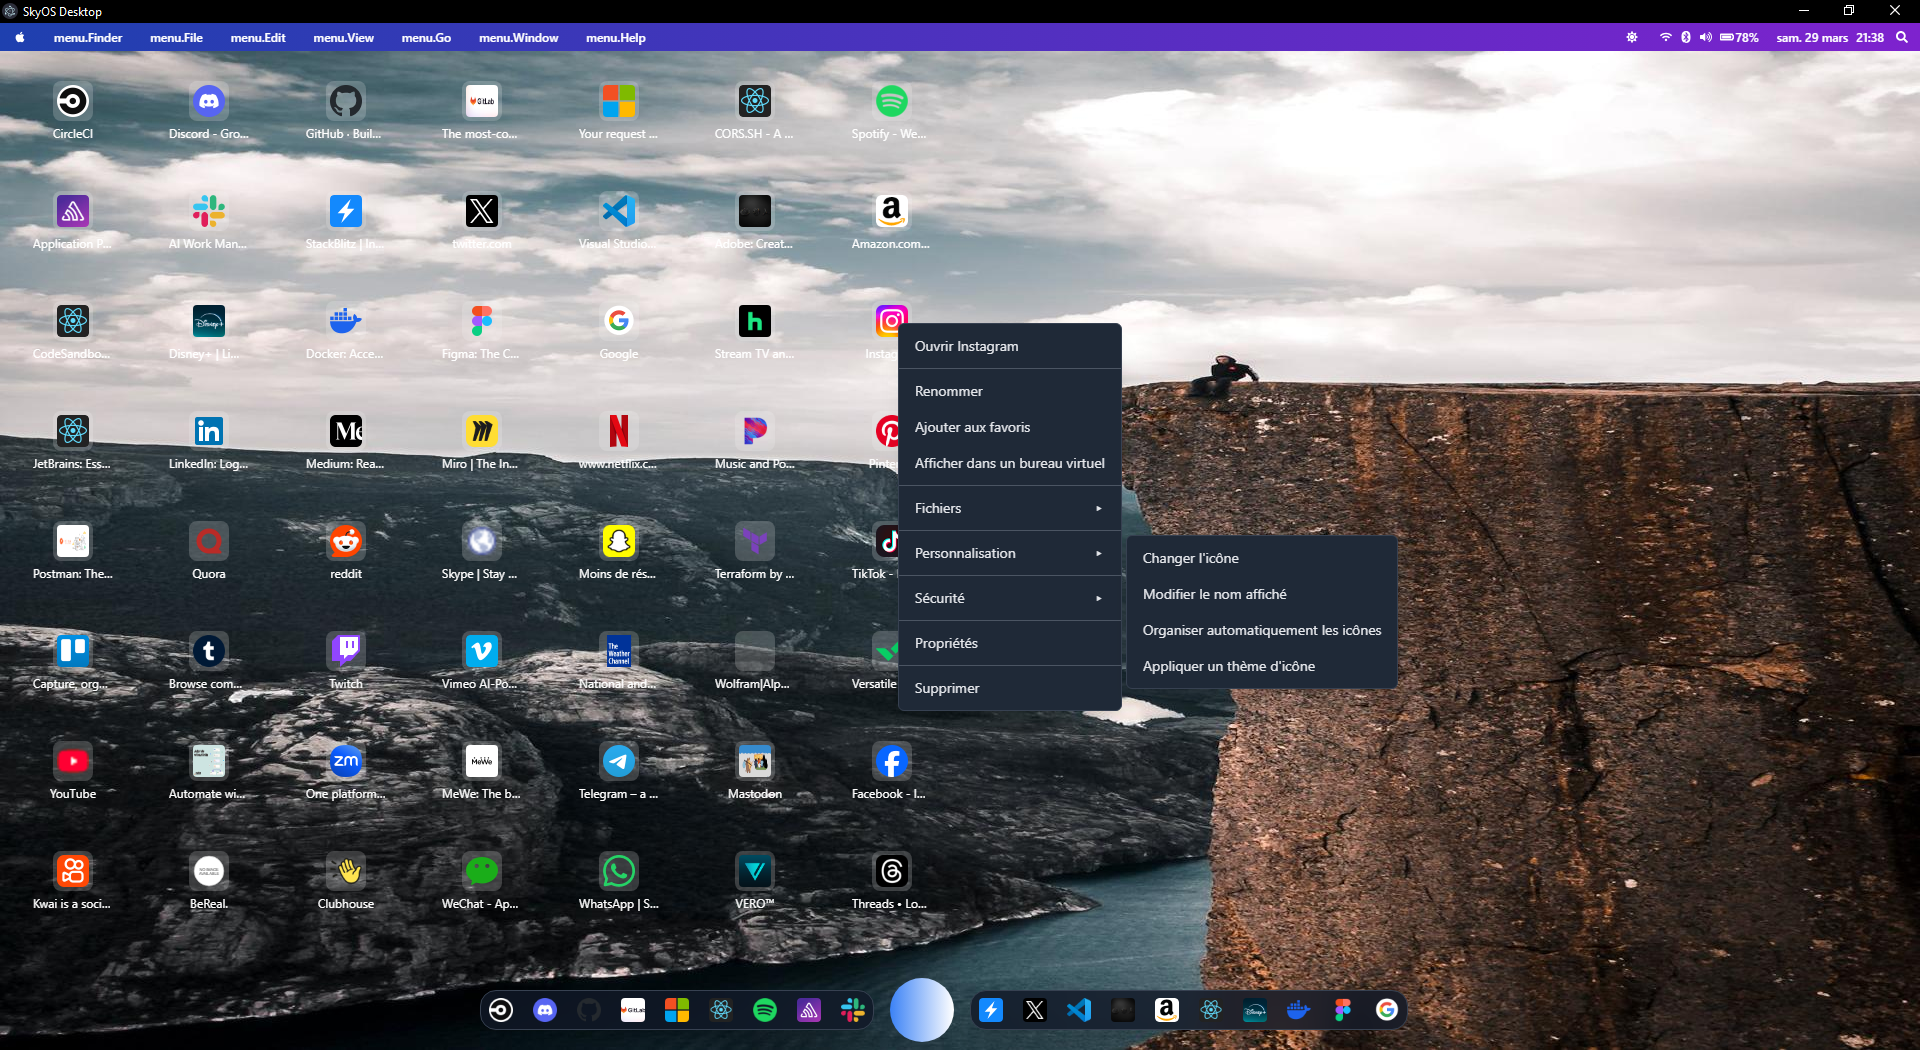 SkyOS Desktop
menu.Finder menu.File menu.Edit menu.View menu.Go menu.Window menu.Help 78% sam. 29 mars 21:38
CircleCI Discord - Gro... GitHub · Buil... The most-co... Your request ... CORS.SH - A ... Spotify - We...
Application P... AI Work Man... StackBlitz | In... twitter.com Visual Studio... Adobe: Creat... Amazon.com...
CodeSandbo... Disney+ | Li... Docker: Acce... Figma: The C... Google Stream TV an... Instag
JetBrains: Ess... LinkedIn: Log... Medium: Rea... Miro | The In... www.netflix.c... Music and Po... Pinte
Postman: The... Quora reddit Skype | Stay ... Moins de rés... Terraform by ... TikTok -
Capture, org... Browse com... Twitch Vimeo AI-Po... National and... Wolfram|Alp... Versatile
YouTube Automate wi... One platform... MeWe: The b... Telegram – a ... Mastodon Facebook - l...
Kwai is a soci... BeReal. Clubhouse WeChat - Ap... WhatsApp | S... VERO™ Threads • Lo...
Ouvrir Instagram
Renommer
Ajouter aux favoris
Afficher dans un bureau virtuel
Fichiers
Personnalisation
Sécurité
Propriétés
Supprimer
Changer l'icône
Modifier le nom affiché
Organiser automatiquement les icônes
Appliquer un thème d'icône
GitLab
Disney+
The
Weather
Channel
zm
MeWe